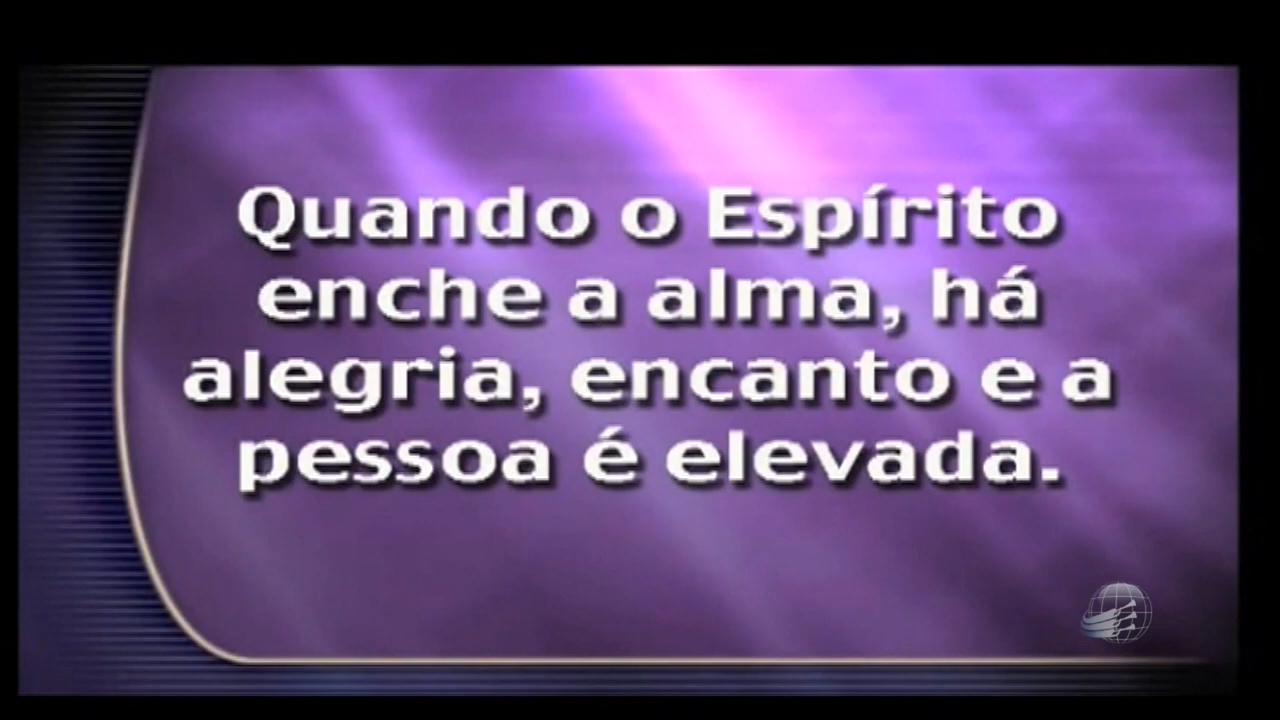 Quando o Espírito
enche a alma, há
alegria, encanto e a
pessoa é elevada.